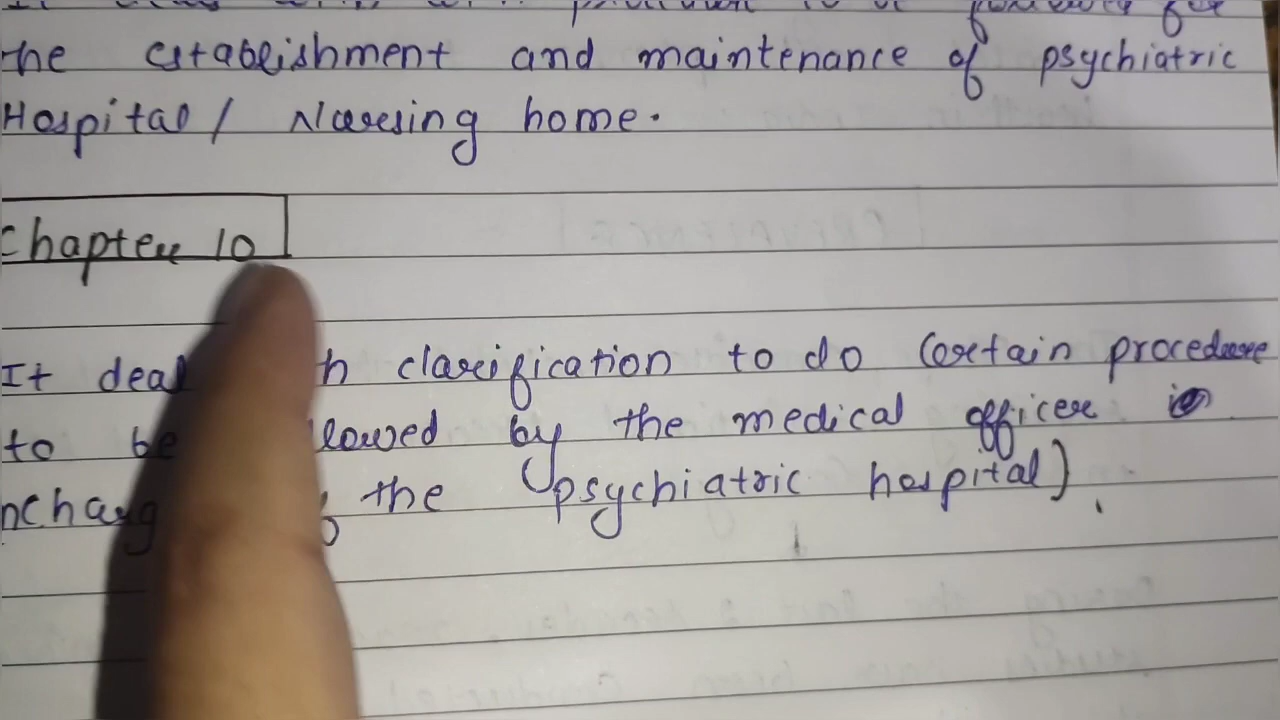 the establishment and maintenance of psychiatric
Hospital / Nursing home.
Chapter 10
It deal h clarification to do Certain procedure
to be lowed by the medical officer
ncharg the (psychiatric hospital)